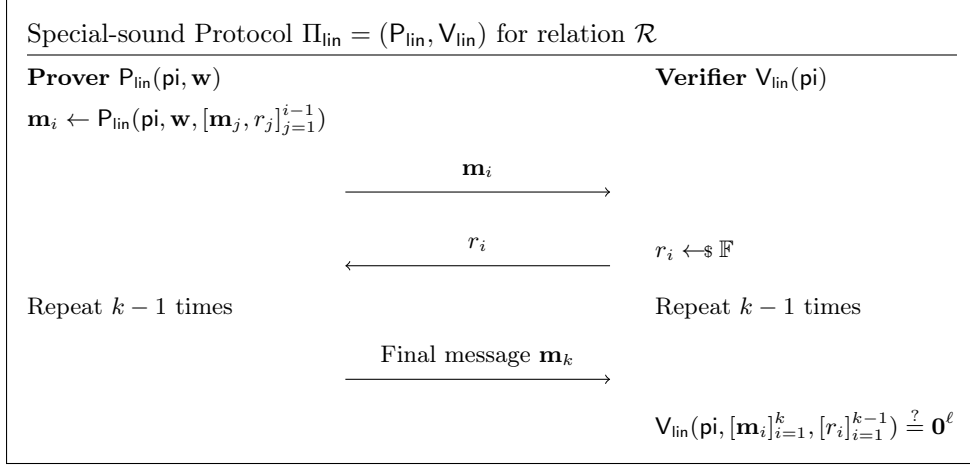 Special-sound Protocol Π_lin = (P_lin, V_lin) for relation ℛ
Prover P_lin(pi, w) Verifier V_lin(pi)
m_i ← P_lin(pi, w, [m_j, r_j]_{j=1}^{i−1})
m_i
r_i r_i ←$ 𝔽
Repeat k − 1 times Repeat k − 1 times
Final message m_k
V_lin(pi, [m_i]_{i=1}^{k}, [r_i]_{i=1}^{k−1}) ≟ 0^ℓ